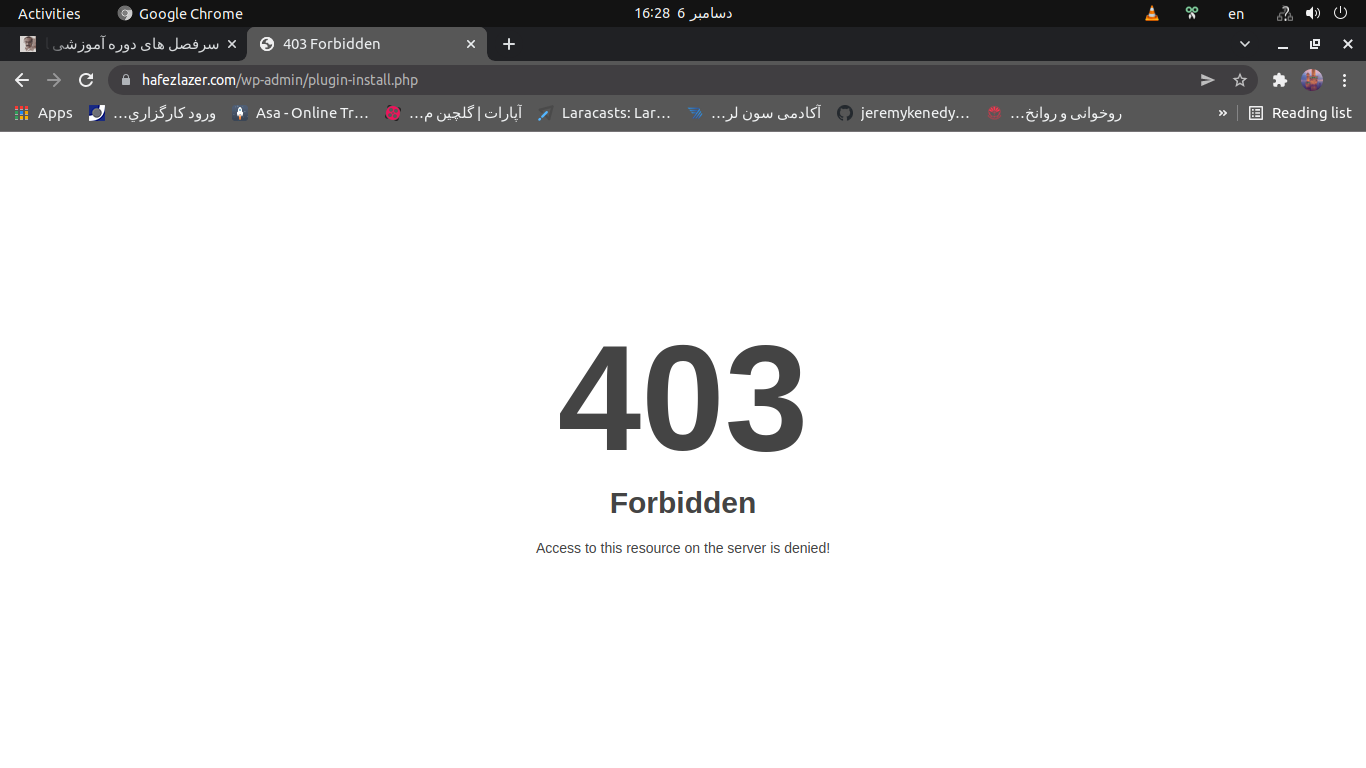 Activities Google Chrome 16:28 6 دسامبر en
سرفصل های دوره آموزشی 403 Forbidden
hafezlazer.com/wp-admin/plugin-install.php
Apps ورود کارگزاري... Asa - Online Tr... آپارات | گلچین م... Laracasts: Lar... آکادمی سون لر... jeremykenedy... روخوانی و روانخ... » Reading list
403
Forbidden
Access to this resource on the server is denied!